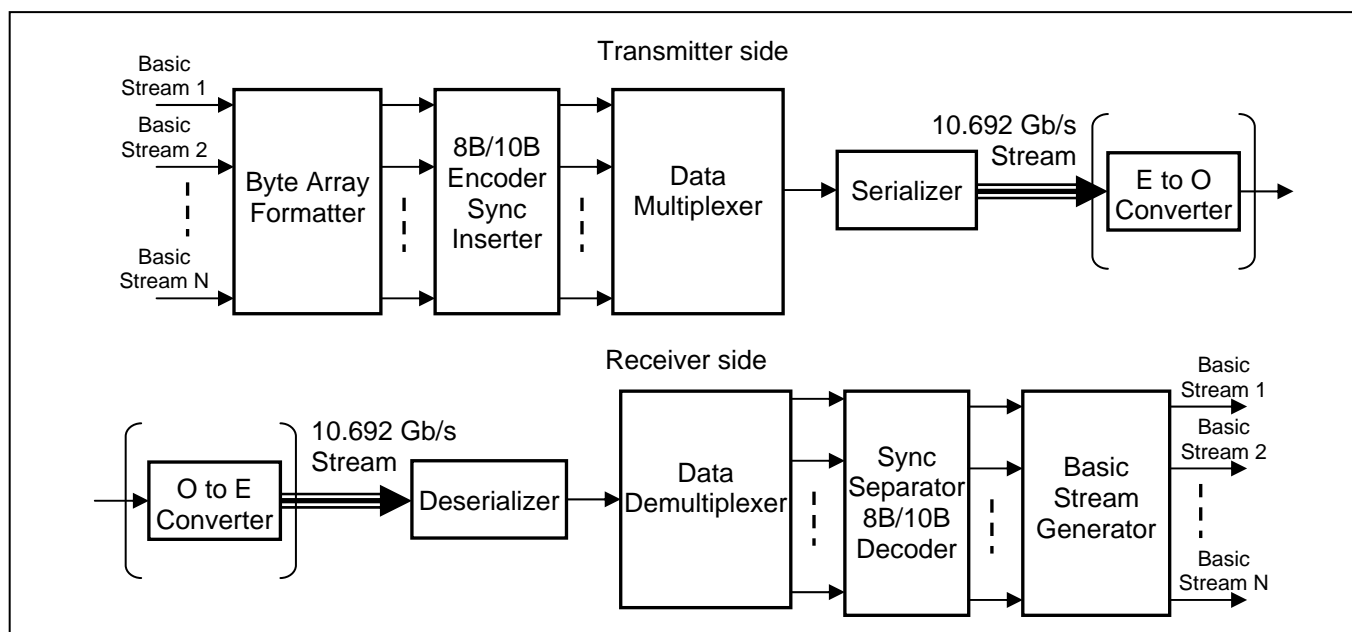 Transmitter side
Basic
Stream 1
Basic
Stream 2
Basic
Stream N
Byte Array
Formatter
8B/10B
Encoder
Sync
Inserter
Data
Multiplexer
Serializer
10.692 Gb/s
Stream
E to O
Converter
Receiver side
O to E
Converter
10.692 Gb/s
Stream
Deserializer
Data
Demultiplexer
Sync
Separator
8B/10B
Decoder
Basic
Stream
Generator
Basic
Stream 1
Basic
Stream 2
Basic
Stream N